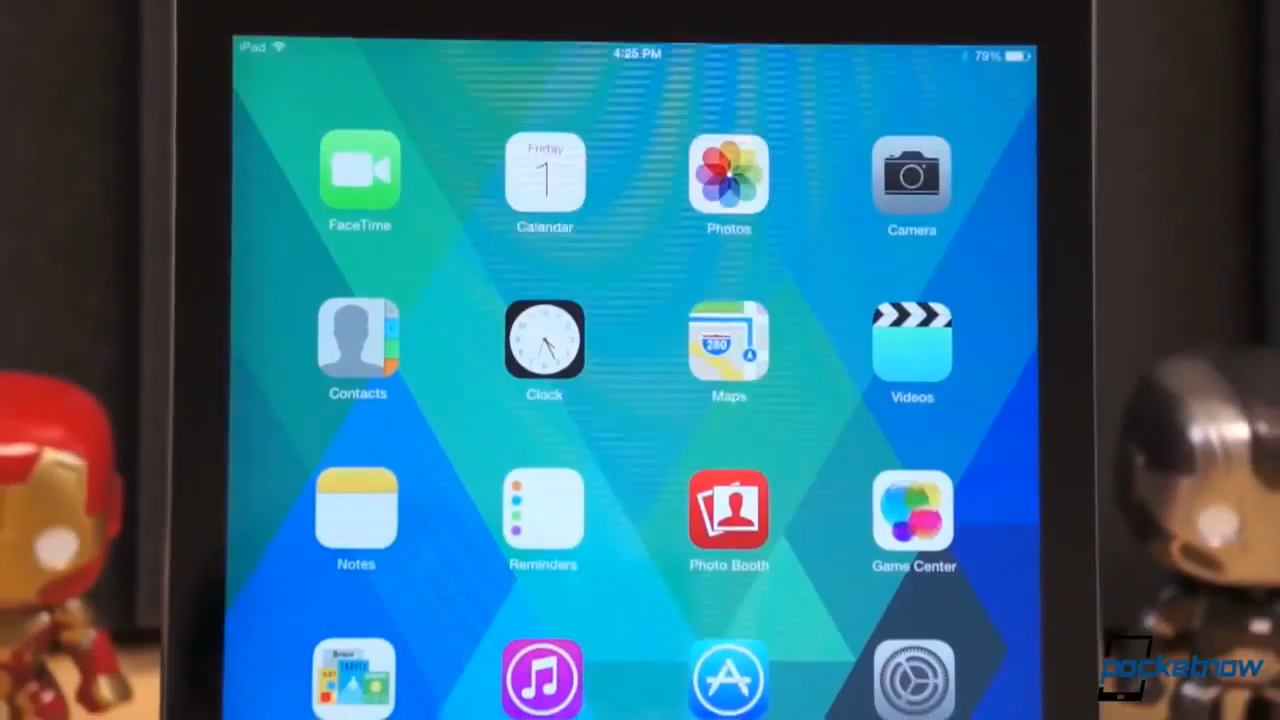 iPad 4:25 PM 79%
FaceTime Calendar Photos Camera
Friday
1
Contacts Clock Maps Videos
280
Notes Reminders Photo Booth Game Center
pocketnow